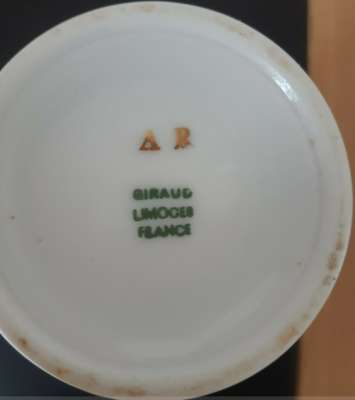 A R
GIRAUD
LIMOGES
FRANCE